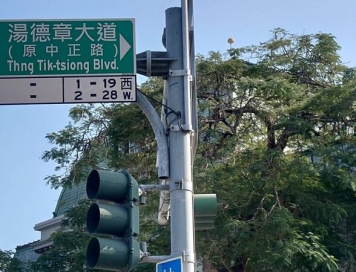 湯德章大道
(原中正路)
Thng Tik-tsiong Blvd.
1 - 19 西
2 - 28 W.